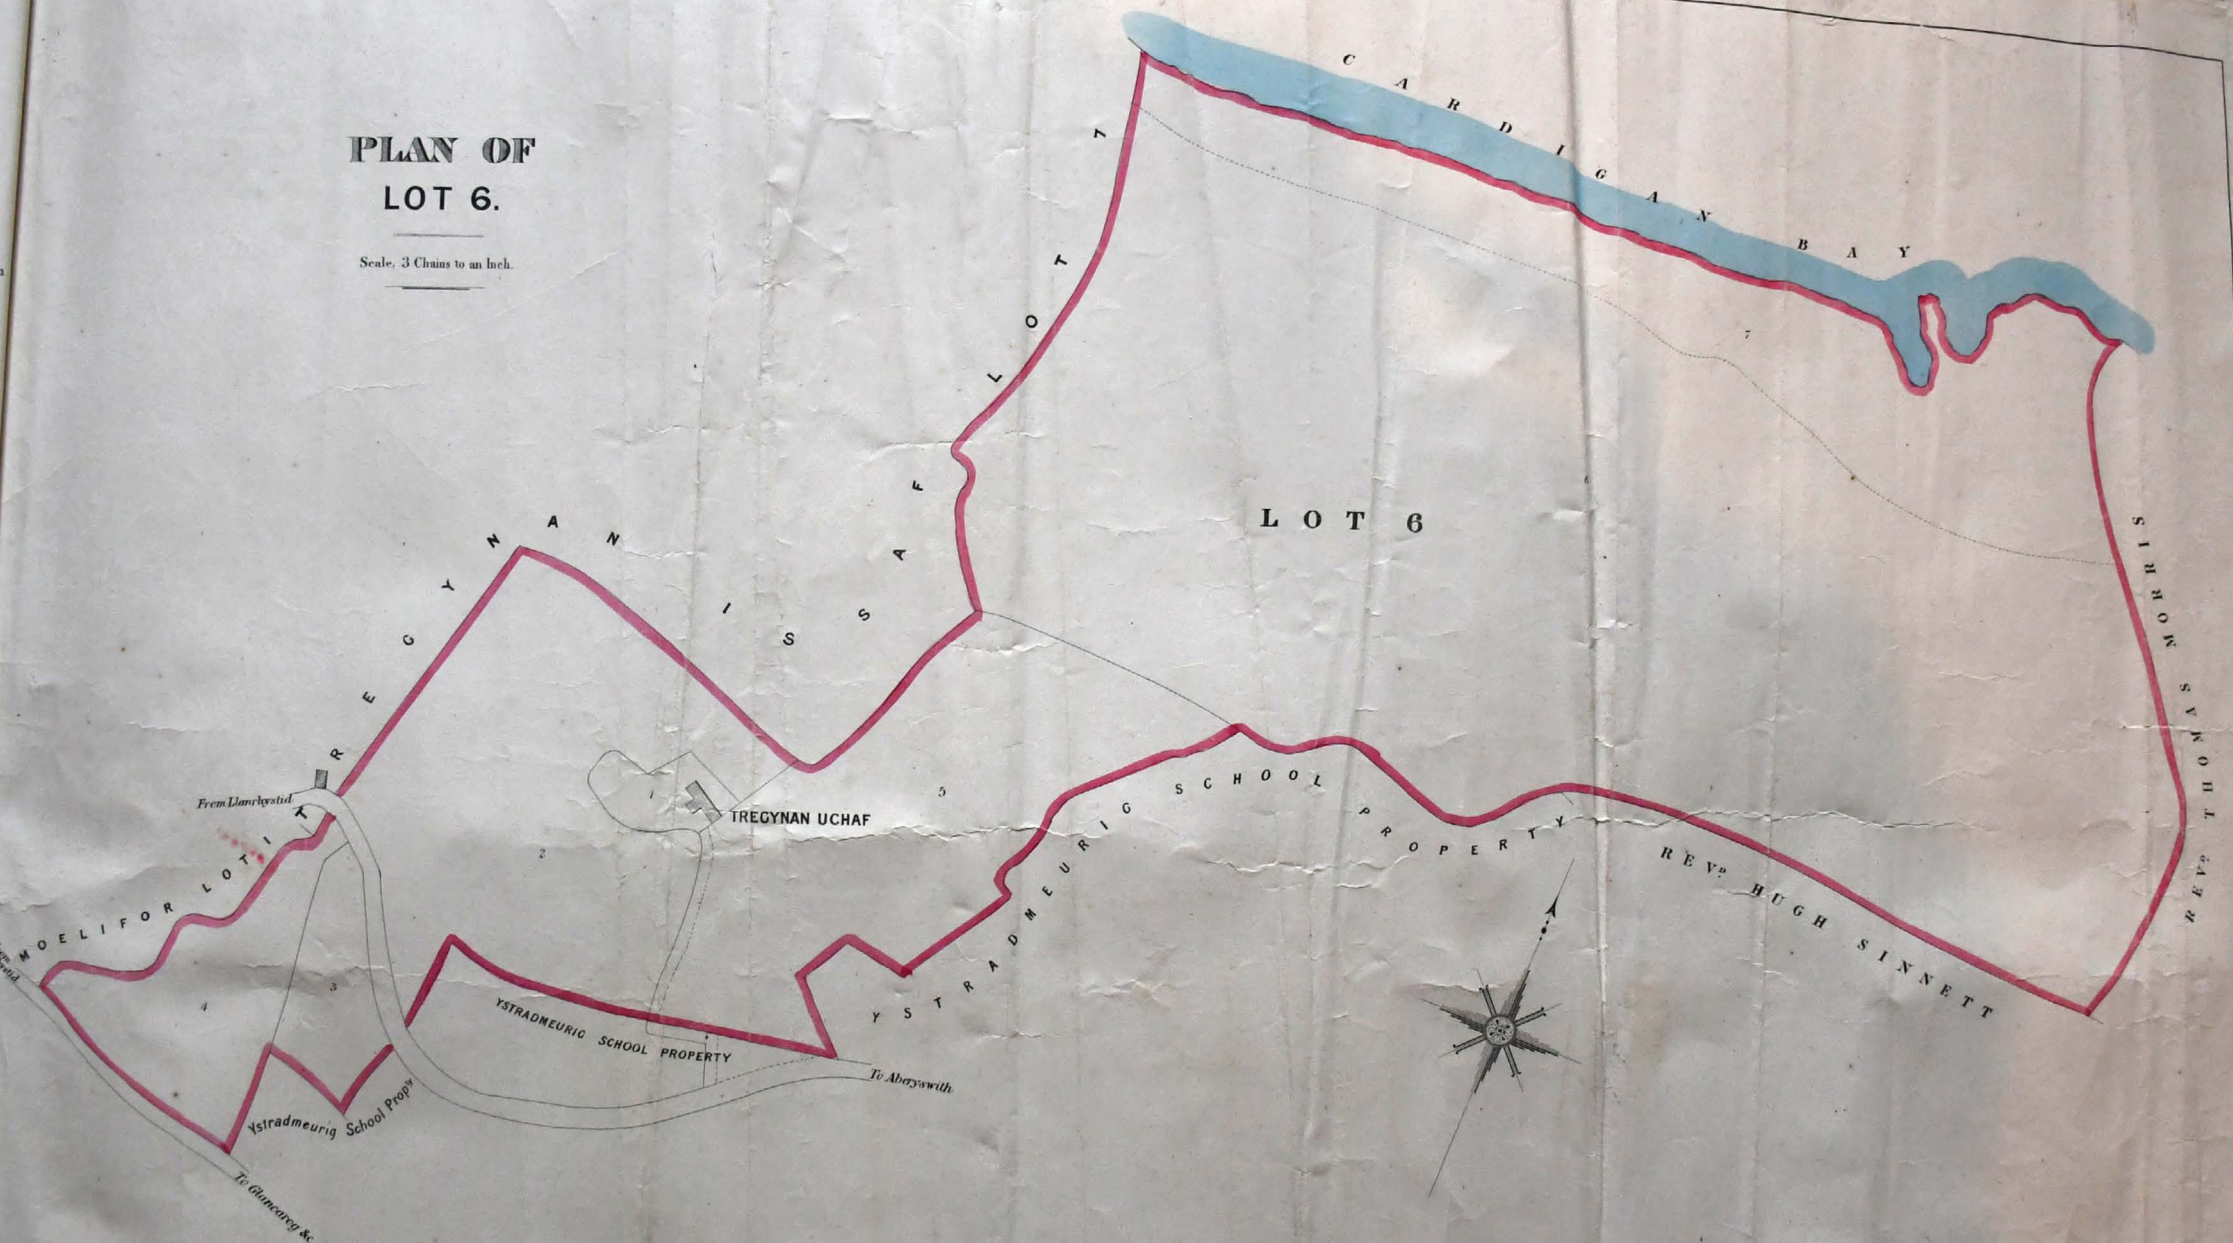 PLAN OF
LOT 6.
Scale, 3 Chains to an Inch.
CARDIGAN BAY
7
TREGYNAN ISSAF LOT 7
LOT 6
6
REVD. THOMAS MORRIS
From Llanrhystid
1
TREGYNAN UCHAF
5
2
MOELIFOR LOT 1
4
3
YSTRADMEURIG SCHOOL PROPERTY
REVD. HUGH SINNETT
YSTRADMEURIG SCHOOL PROPERTY
To Aberyswith
Ystradmeurig School Propy.
To Glancareg &c